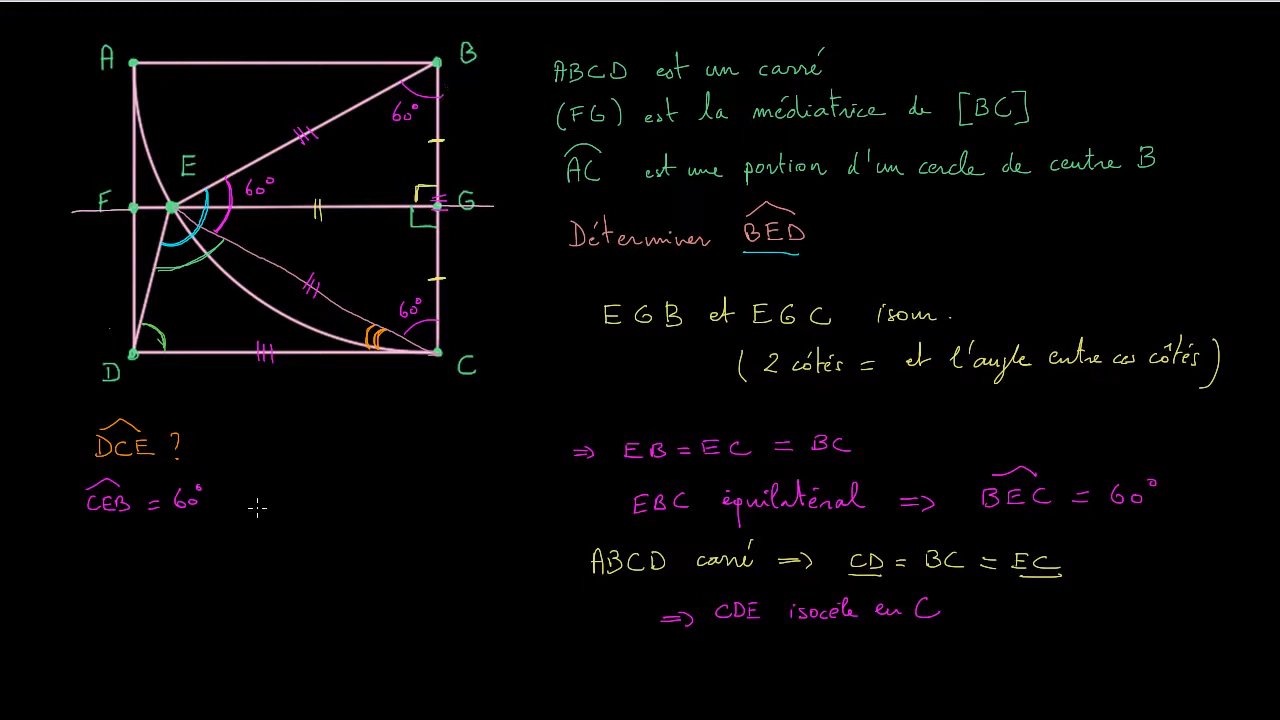 A
B
60°
E
60°
F
G
60°
D
C
ABCD est un carré
(FG) est la médiatrice de [BC]
AC est une portion d'un cercle de centre B
Déterminer BED
EGB et EGC isom.
(2 côtés = et l'angle entre ces côtés)
DCE ?
CEB = 60°
=> EB = EC = BC
EBC équilatéral => BEC = 60°
ABCD carré => CD = BC = EC
=> CDE isocèle en C